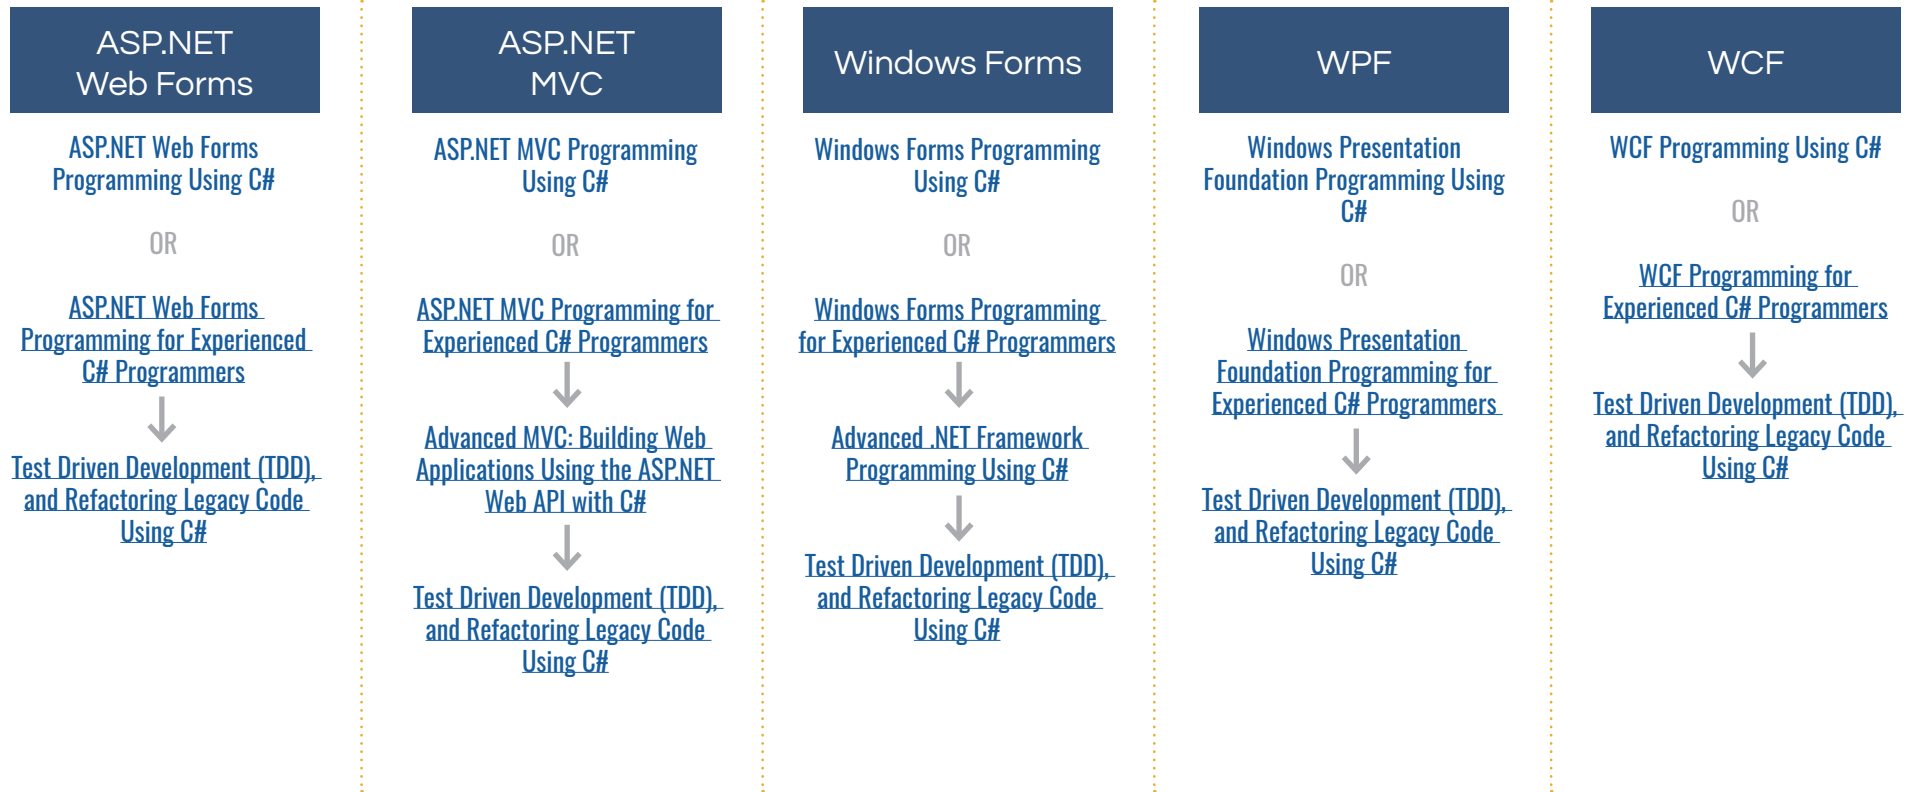 ASP.NET
Web Forms
ASP.NET Web Forms
Programming Using C#
OR
ASP.NET Web Forms
Programming for Experienced
C# Programmers
Test Driven Development (TDD),
and Refactoring Legacy Code
Using C#
ASP.NET
MVC
ASP.NET MVC Programming
Using C#
OR
ASP.NET MVC Programming for
Experienced C# Programmers
Advanced MVC: Building Web
Applications Using the ASP.NET
Web API with C#
Test Driven Development (TDD),
and Refactoring Legacy Code
Using C#
Windows Forms
Windows Forms Programming
Using C#
OR
Windows Forms Programming
for Experienced C# Programmers
Advanced .NET Framework
Programming Using C#
Test Driven Development (TDD),
and Refactoring Legacy Code
Using C#
WPF
Windows Presentation
Foundation Programming Using
C#
OR
Windows Presentation
Foundation Programming for
Experienced C# Programmers
Test Driven Development (TDD),
and Refactoring Legacy Code
Using C#
WCF
WCF Programming Using C#
OR
WCF Programming for
Experienced C# Programmers
Test Driven Development (TDD),
and Refactoring Legacy Code
Using C#